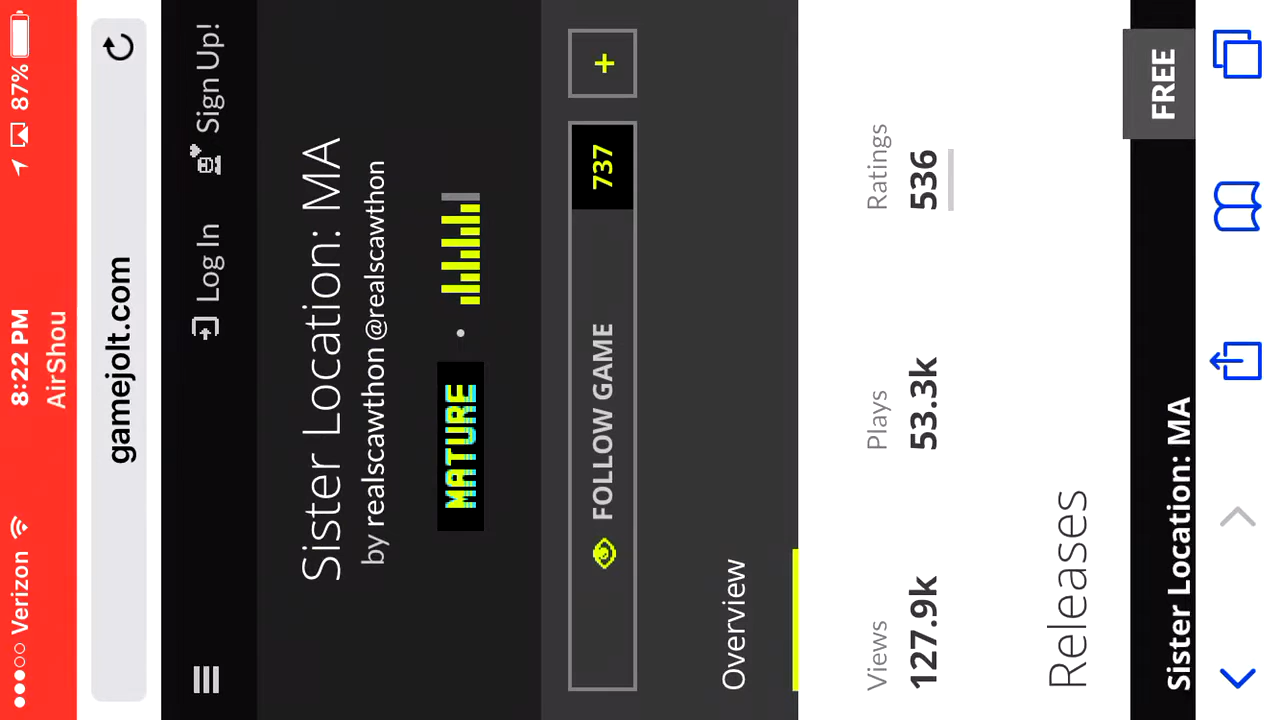 Verizon 8:22 PM 87%
AirShou
gamejolt.com
Log In Sign Up!
Sister Location: MA
by realscawthon @realscawthon
MATURE •
FOLLOW GAME 737 +
Overview
Views Plays Ratings
127.9k 53.3k 536
Releases
FREE
Sister Location: MA